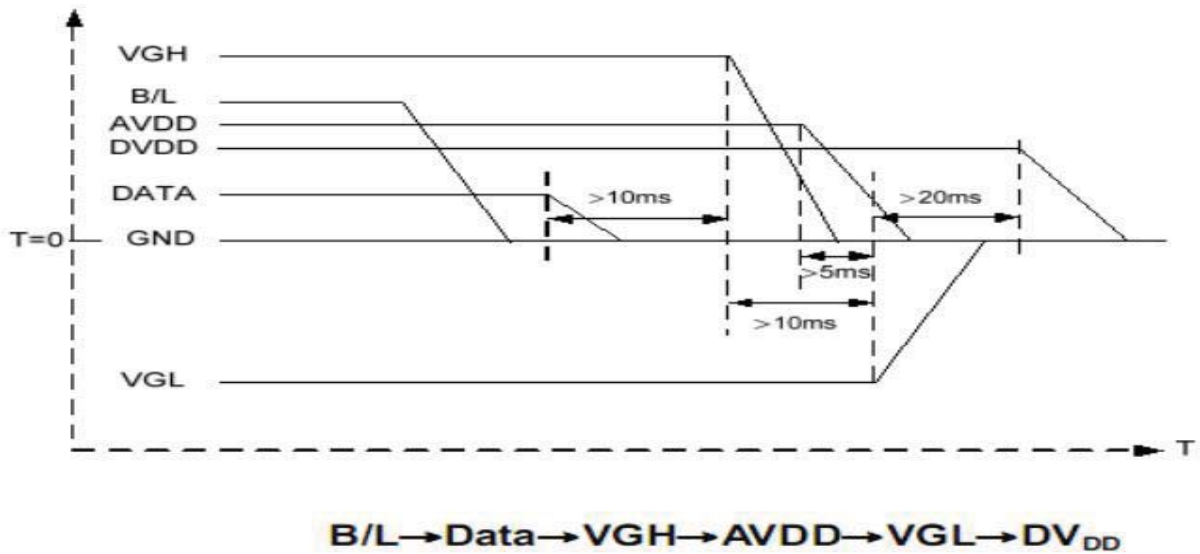 VGH
B/L
AVDD
DVDD
DATA
>10ms
>20ms
T=0
GND
>5ms
>10ms
VGL
T
B/L→Data→VGH→AVDD→VGL→DVDD